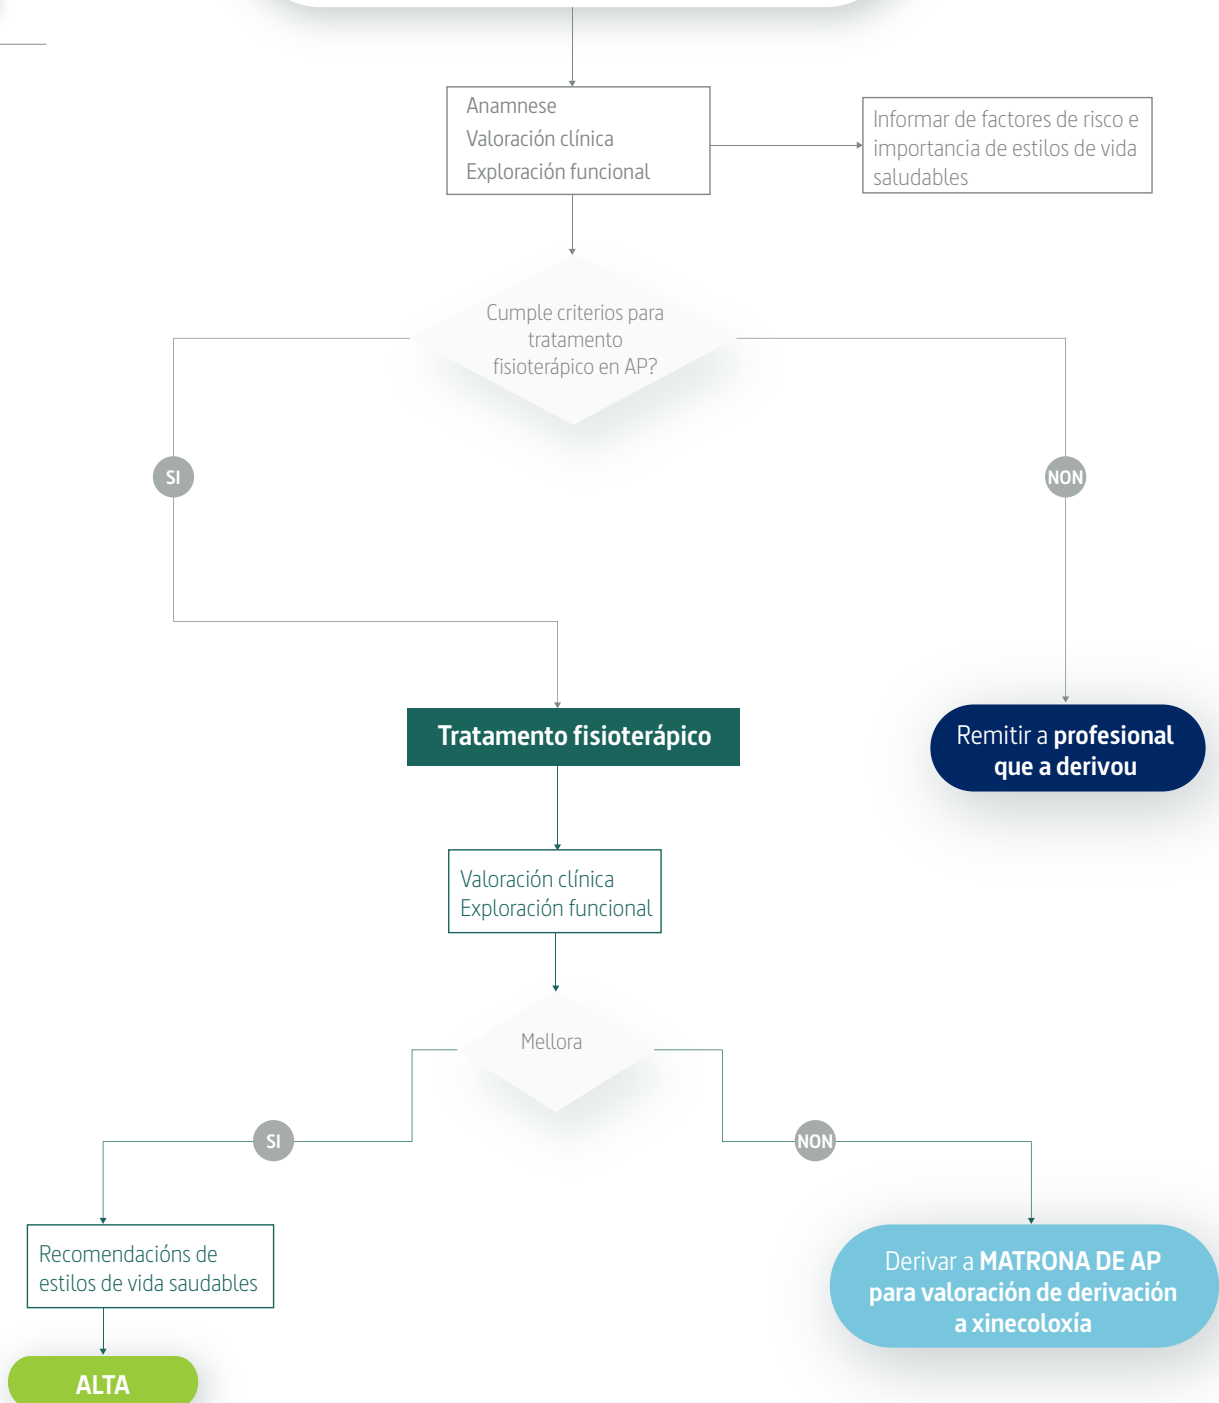 Anamnese
Valoración clínica
Exploración funcional
Informar de factores de risco e
importancia de estilos de vida
saludables
Cumple criterios para
tratamento
fisioterápico en AP?
SI
NON
Tratamento fisioterápico
Remitir a profesional
que a derivou
Valoración clínica
Exploración funcional
Mellora
SI
NON
Recomendacións de
estilos de vida saudables
Derivar a MATRONA DE AP
para valoración de derivación
a xinecoloxía
ALTA